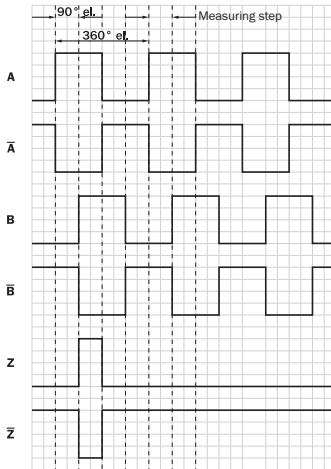 90° el.
Measuring step
360° el.
A
A̅
B
B̅
Z
Z̅